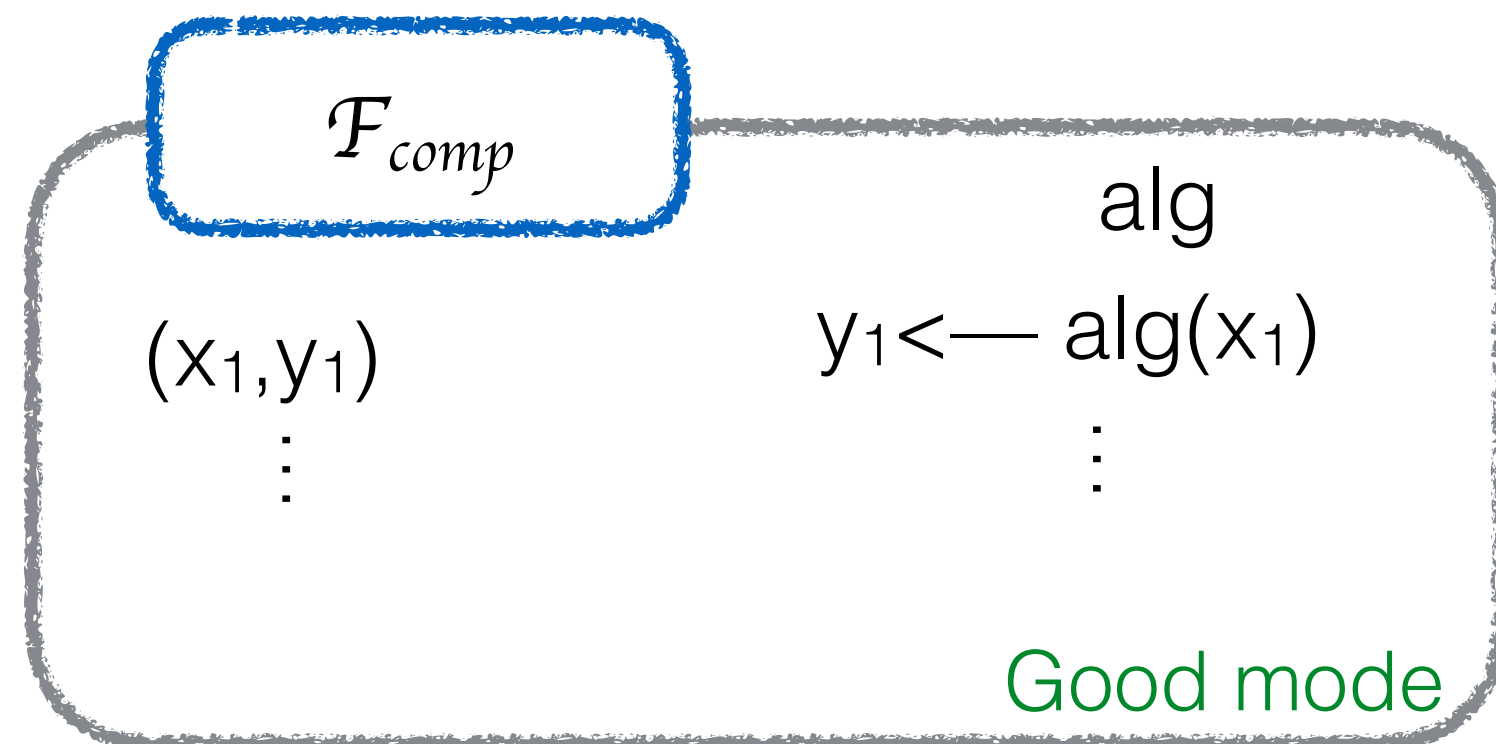 ℱcomp
alg
y₁<— alg(x₁)
(x₁,y₁)
⋮
⋮
Good mode